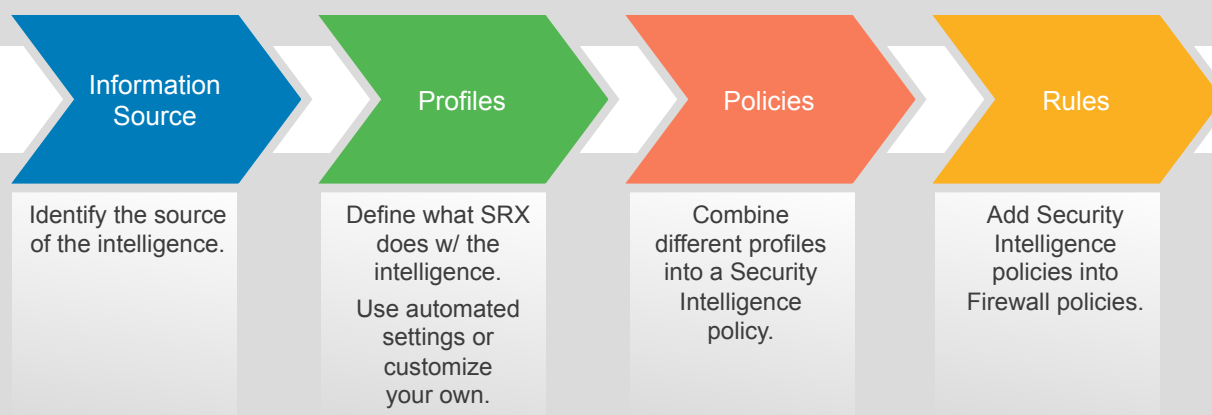 Information
Source
Profiles
Policies
Rules
Identify the source
of the intelligence.
Define what SRX
does w/ the
intelligence.
Use automated
settings or
customize
your own.
Combine
different profiles
into a Security
Intelligence
policy.
Add Security
Intelligence
policies into
Firewall policies.